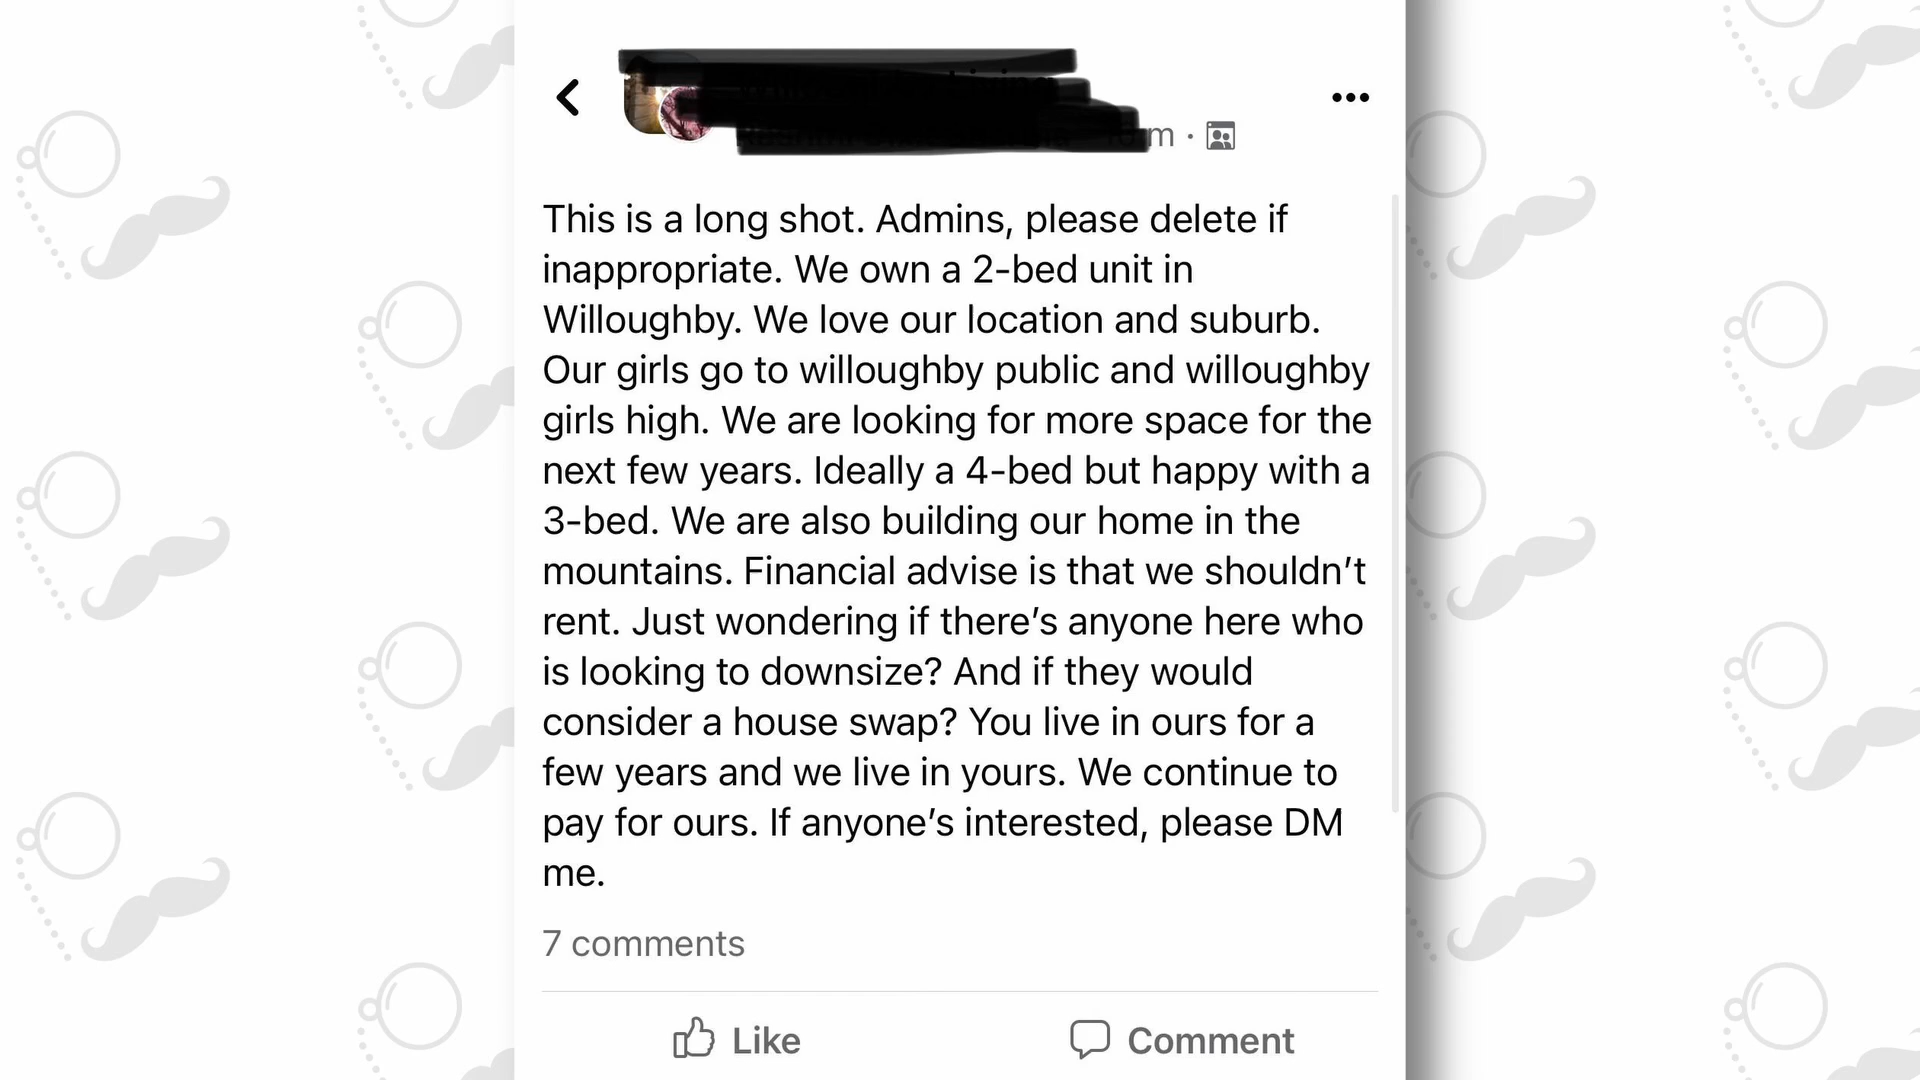 m ·
This is a long shot. Admins, please delete if
inappropriate. We own a 2-bed unit in
Willoughby. We love our location and suburb.
Our girls go to willoughby public and willoughby
girls high. We are looking for more space for the
next few years. Ideally a 4-bed but happy with a
3-bed. We are also building our home in the
mountains. Financial advise is that we shouldn’t
rent. Just wondering if there’s anyone here who
is looking to downsize? And if they would
consider a house swap? You live in ours for a
few years and we live in yours. We continue to
pay for ours. If anyone’s interested, please DM
me.
7 comments
Like
Comment